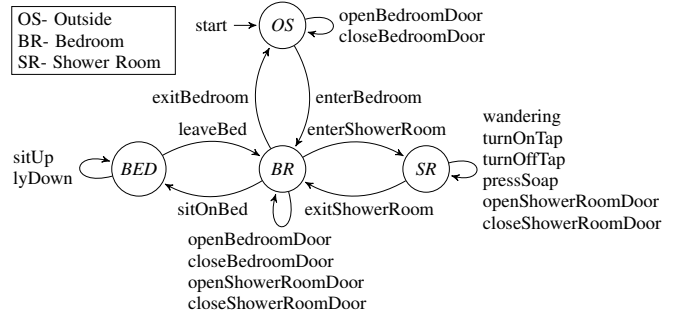 OS- Outside
BR- Bedroom
SR- Shower Room
start
OS
openBedroomDoor
closeBedroomDoor
exitBedroom
enterBedroom
leaveBed
enterShowerRoom
sitUp
lyDown
BED
BR
SR
wandering
turnOnTap
turnOffTap
pressSoap
openShowerRoomDoor
closeShowerRoomDoor
sitOnBed
exitShowerRoom
openBedroomDoor
closeBedroomDoor
openShowerRoomDoor
closeShowerRoomDoor